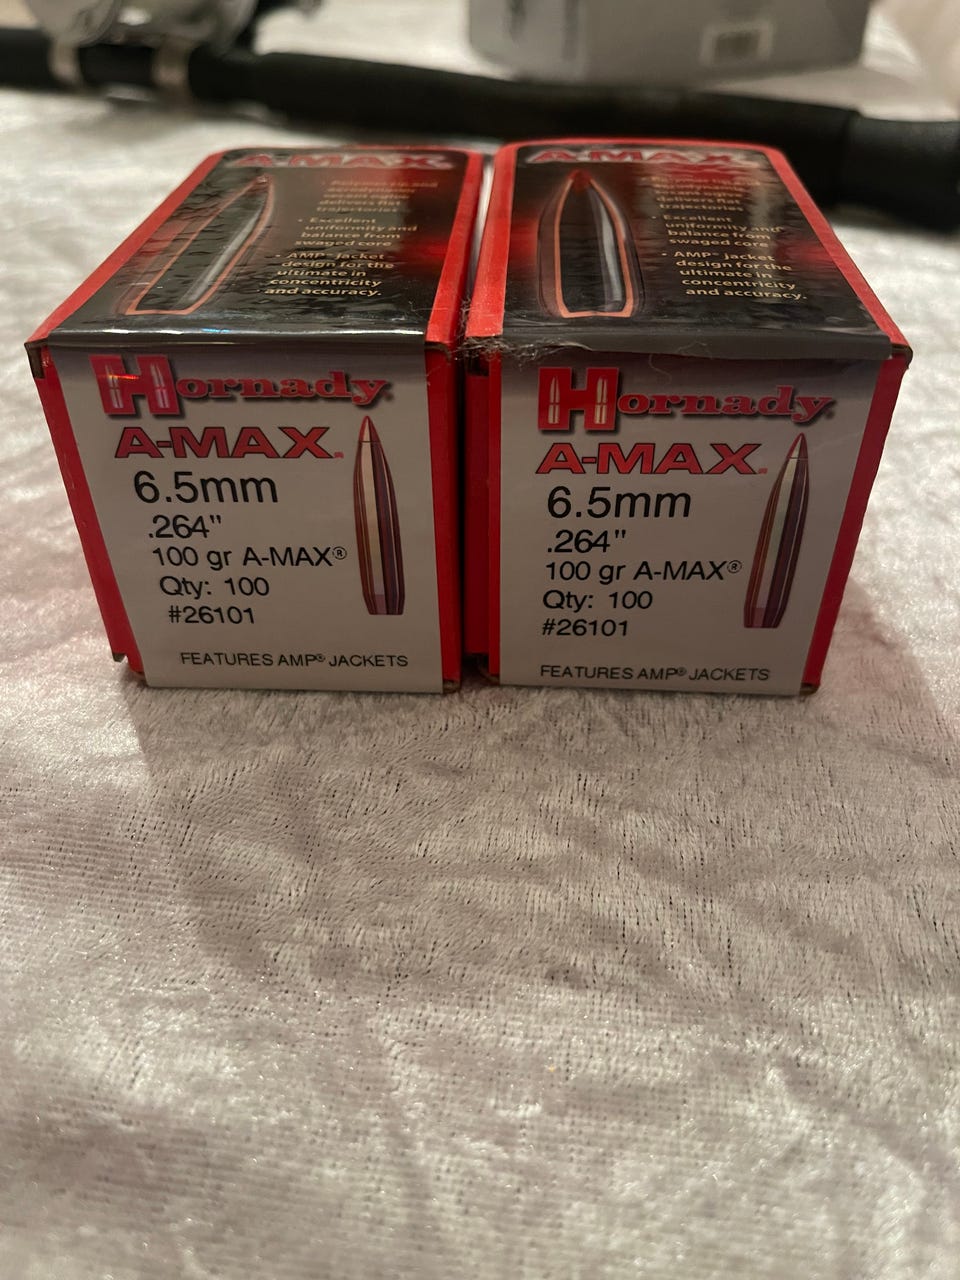 A-MAX
delivers flat
trajectories
• Excellent
uniformity and
balance from
swaged core
• AMP® jacket
design for the
ultimate in
concentricity
and accuracy.
Hornady®
A-MAX®
6.5mm
.264"
100 gr A-MAX®
Qty: 100
#26101
FEATURES AMP® JACKETS
A-MAX
delivers flat
trajectories
• Excellent
uniformity and
balance from
swaged core
• AMP® jacket
design for the
ultimate in
concentricity
and accuracy.
Hornady®
A-MAX®
6.5mm
.264"
100 gr A-MAX®
Qty: 100
#26101
FEATURES AMP® JACKETS